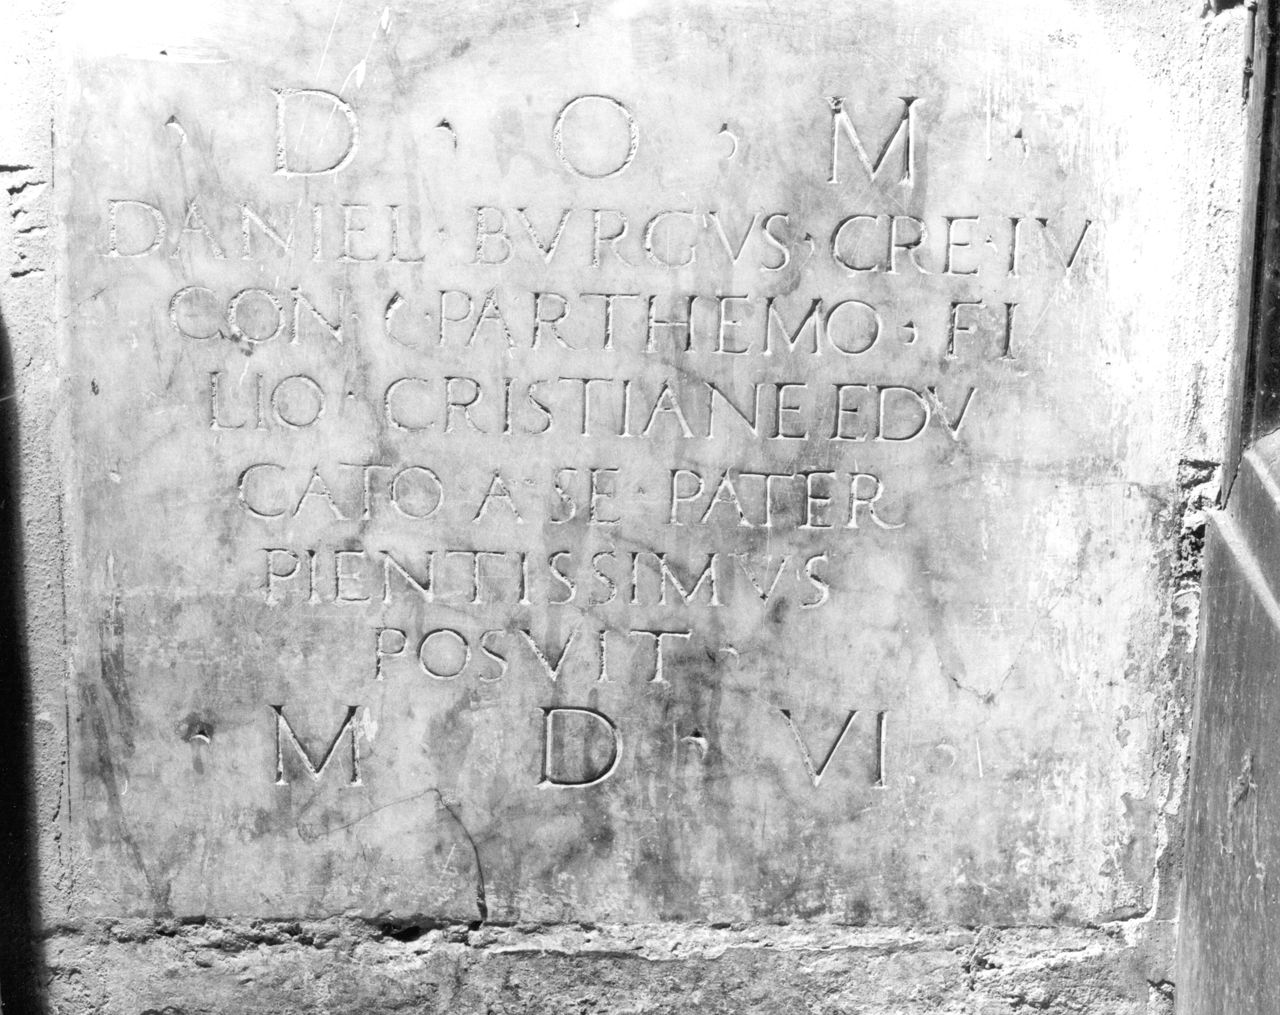 · D · O · M ·
DANIEL · BVRGVS · CRE · IV
CON · C · PARTHEMO · FI
LIO · CRISTIANE EDV
CATO · A · SE · PATER
PIENTISSIMVS
POSVIT ·
· M D · VI ·